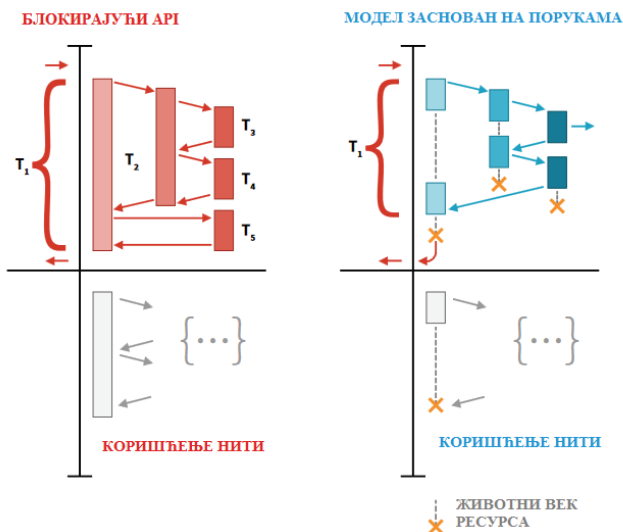 БЛОКИРАЈУЋИ API
МОДЕЛ ЗАСНОВАН НА ПОРУКАМА
T1
T2
T3
T4
T5
T1
{•••}
{•••}
КОРИШЋЕЊЕ НИТИ
КОРИШЋЕЊЕ НИТИ
ЖИВОТНИ ВЕК
РЕСУРСА